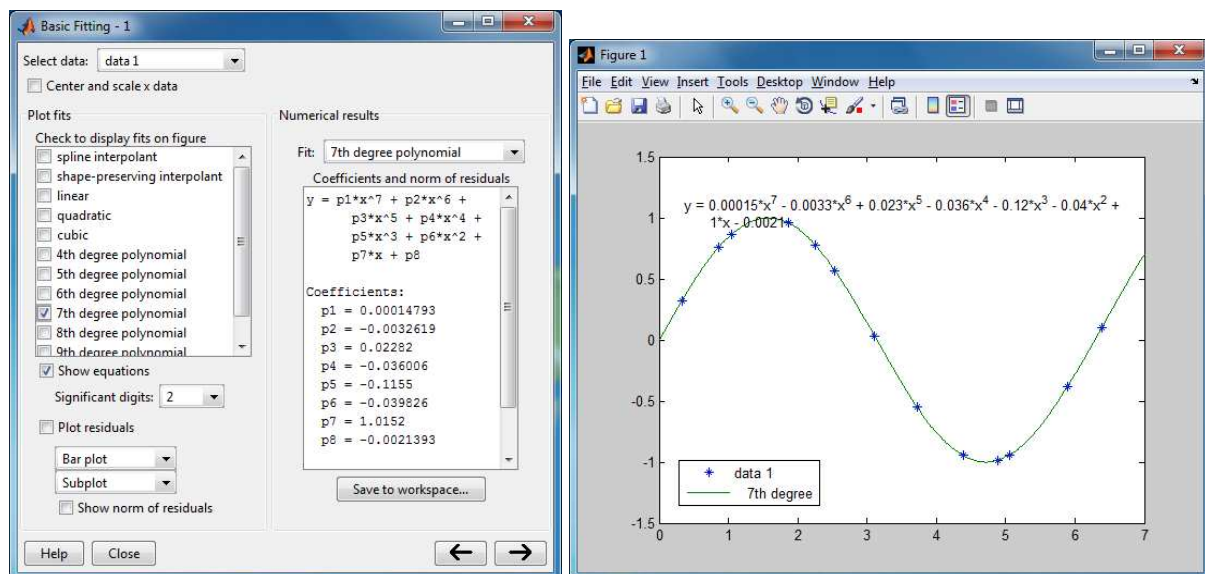 Basic Fitting - 1
Select data: data 1
Center and scale x data
Plot fits
Check to display fits on figure
spline interpolant
shape-preserving interpolant
linear
quadratic
cubic
4th degree polynomial
5th degree polynomial
6th degree polynomial
7th degree polynomial
8th degree polynomial
9th degree polynomial
Show equations
Significant digits: 2
Plot residuals
Bar plot
Subplot
Show norm of residuals
Help Close
Numerical results
Fit: 7th degree polynomial
Coefficients and norm of residuals
y = p1*x^7 + p2*x^6 +
p3*x^5 + p4*x^4 +
p5*x^3 + p6*x^2 +
p7*x + p8
Coefficients:
p1 = 0.00014793
p2 = -0.0032619
p3 = 0.02282
p4 = -0.036006
p5 = -0.1155
p6 = -0.039826
p7 = 1.0152
p8 = -0.0021393
Save to workspace...
Figure 1
File Edit View Insert Tools Desktop Window Help
y = 0.00015*x^7 - 0.0033*x^6 + 0.023*x^5 - 0.036*x^4 - 0.12*x^3 - 0.04*x^2 +
1*x - 0.0021
1.5
1
0.5
0
-0.5
-1
-1.5
data 1
7th degree
0 1 2 3 4 5 6 7